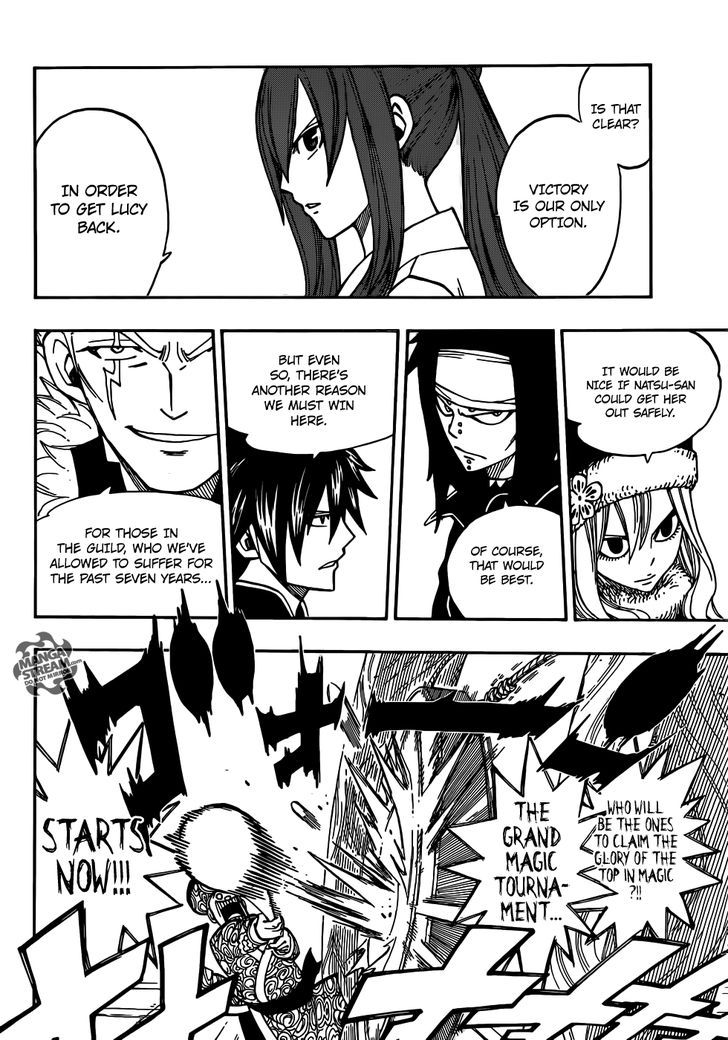 IS THAT
CLEAR?
VICTORY
IS OUR ONLY
OPTION.
IN ORDER
TO GET LUCY
BACK.
IT WOULD BE
NICE IF NATSU-SAN
COULD GET HER
OUT SAFELY.
OF COURSE,
THAT WOULD
BE BEST.
BUT EVEN
SO, THERE'S
ANOTHER REASON
WE MUST WIN
HERE.
FOR THOSE IN
THE GUILD, WHO WE'VE
ALLOWED TO SUFFER FOR
THE PAST SEVEN YEARS...
WHO WILL
BE THE ONES
TO CLAIM THE
GLORY OF THE
TOP IN MAGIC
?!!
THE
GRAND
MAGIC
TOURNA-
MENT...
STARTS
NOW!!!
MANGA
STREAM.com
DO NOT MIRROR